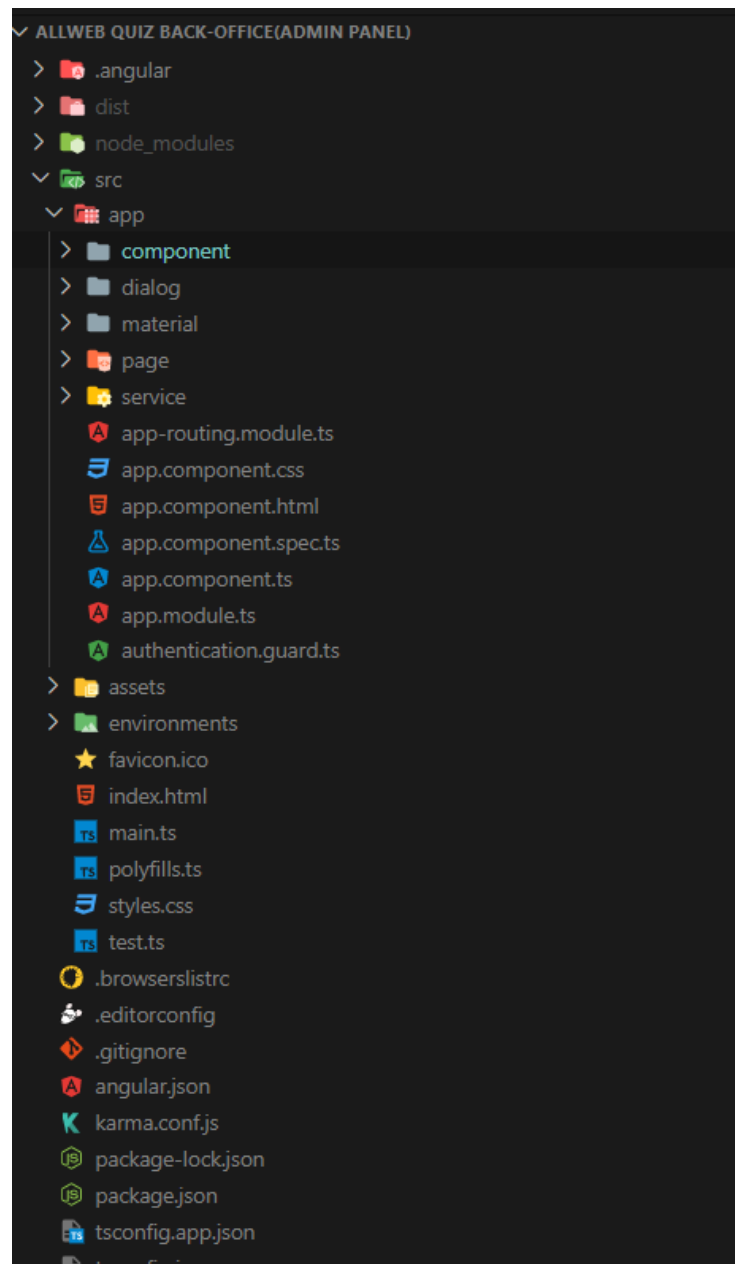 ALLWEB QUIZ BACK-OFFICE(ADMIN PANEL)
.angular
dist
node_modules
src
app
component
dialog
material
page
service
app-routing.module.ts
app.component.css
app.component.html
app.component.spec.ts
app.component.ts
app.module.ts
authentication.guard.ts
assets
environments
favicon.ico
index.html
main.ts
polyfills.ts
styles.css
test.ts
.browserslistrc
.editorconfig
.gitignore
angular.json
karma.conf.js
package-lock.json
package.json
tsconfig.app.json